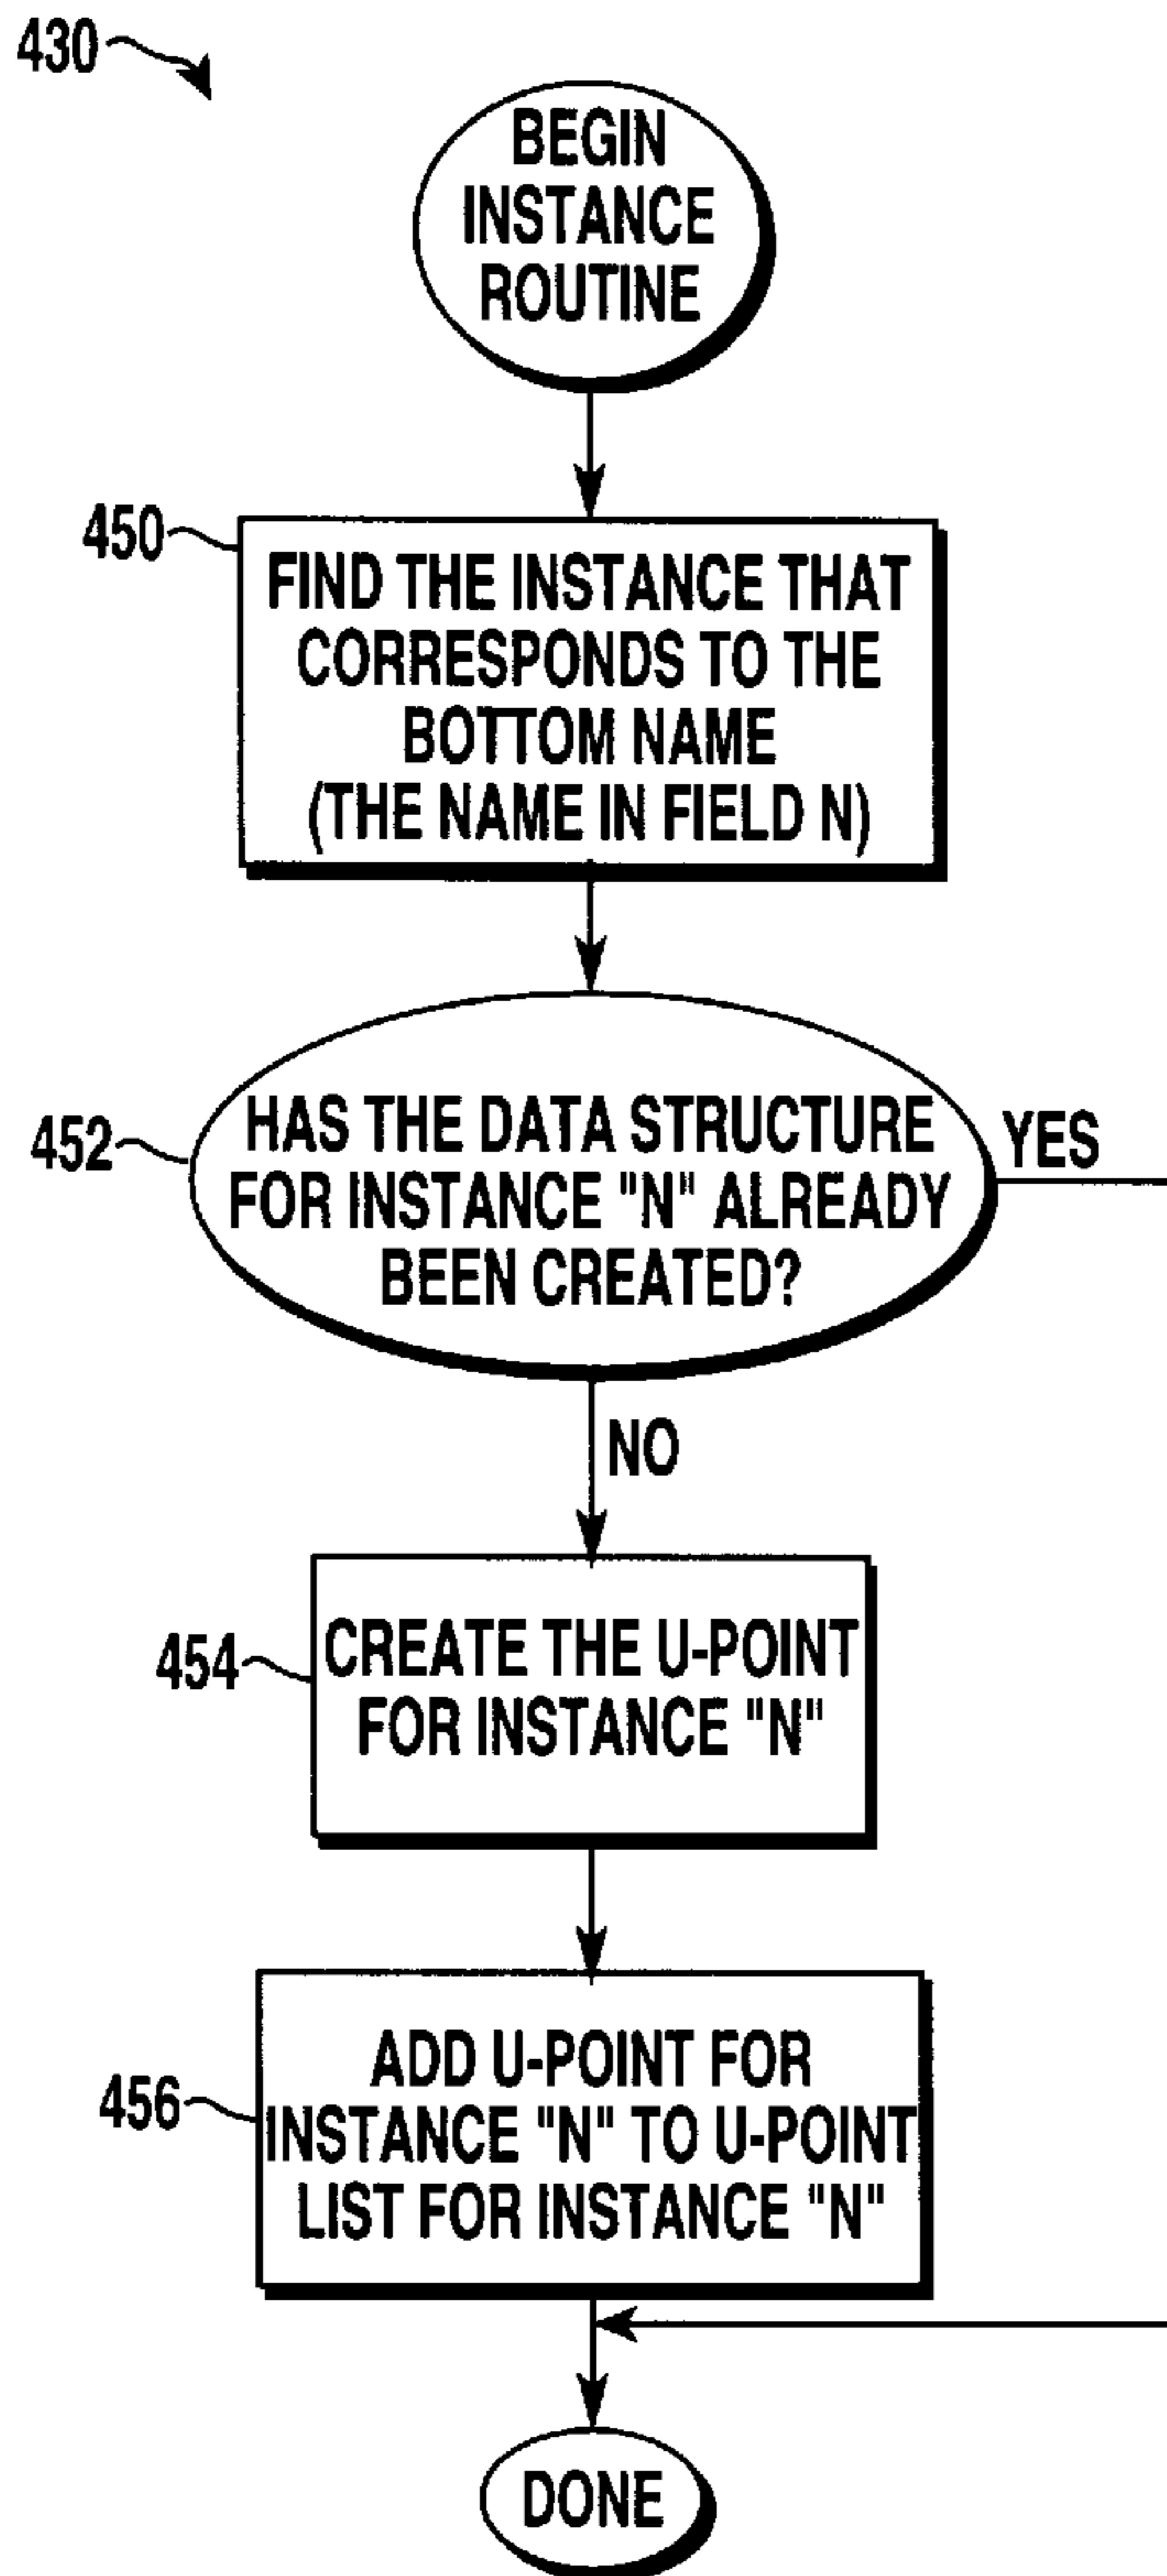 430
BEGIN
INSTANCE
ROUTINE
450
FIND THE INSTANCE THAT
CORRESPONDS TO THE
BOTTOM NAME
(THE NAME IN FIELD N)
452
HAS THE DATA STRUCTURE
FOR INSTANCE "N" ALREADY
BEEN CREATED?
YES
NO
454
CREATE THE U-POINT
FOR INSTANCE "N"
456
ADD U-POINT FOR
INSTANCE "N" TO U-POINT
LIST FOR INSTANCE "N"
DONE